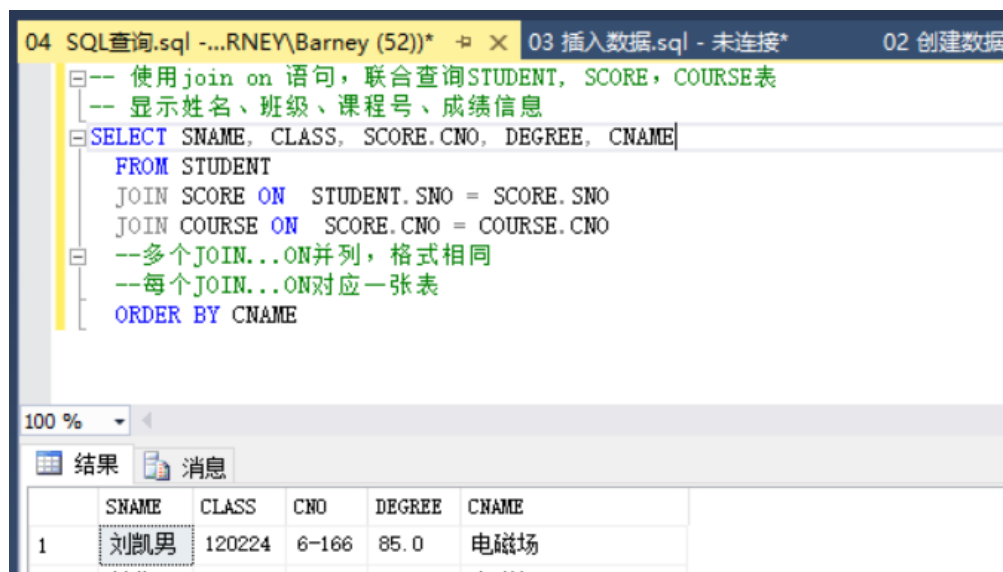 04 SQL查询.sql -...RNEY\Barney (52))* 03 插入数据.sql - 未连接* 02 创建数据
-- 使用join on 语句，联合查询STUDENT, SCORE，COURSE表
-- 显示姓名、班级、课程号、成绩信息
SELECT SNAME, CLASS, SCORE.CNO, DEGREE, CNAME
FROM STUDENT
JOIN SCORE ON STUDENT.SNO = SCORE.SNO
JOIN COURSE ON SCORE.CNO = COURSE.CNO
--多个JOIN...ON并列，格式相同
--每个JOIN...ON对应一张表
ORDER BY CNAME
100 %
结果 消息
SNAME CLASS CNO DEGREE CNAME
1 刘凯男 120224 6-166 85.0 电磁场